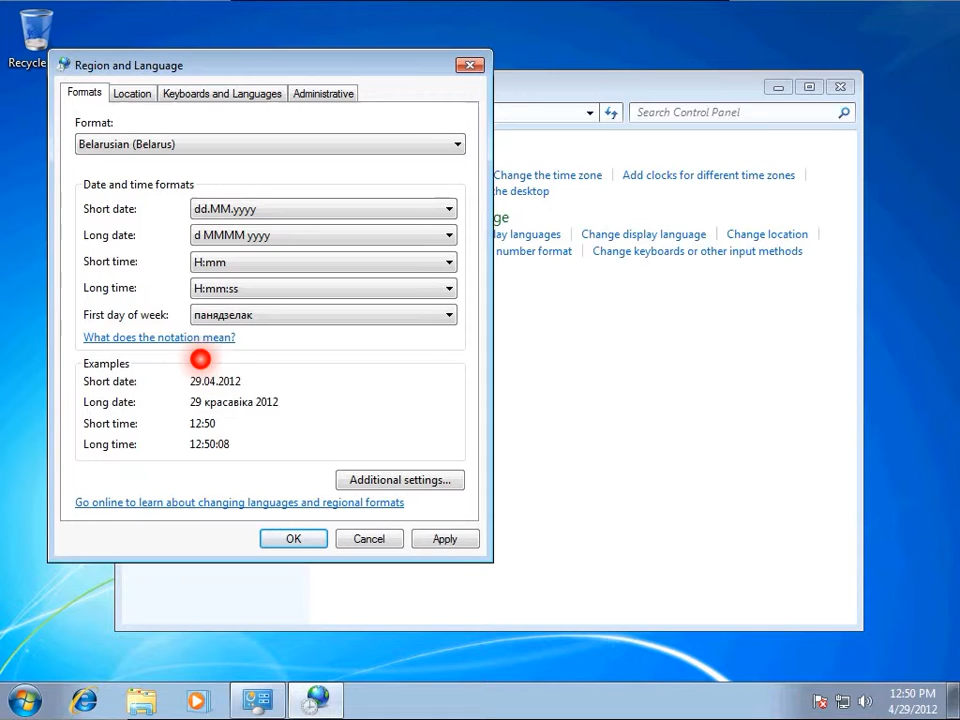 Recycle
Region and Language
Formats
Location
Keyboards and Languages
Administrative
Format:
Belarusian (Belarus)
Date and time formats
Short date:
dd.MM.yyyy
Long date:
d MMMM yyyy
Short time:
H:mm
Long time:
H:mm:ss
First day of week:
панядзелак
What does the notation mean?
Examples
Short date:
29.04.2012
Long date:
29 красавіка 2012
Short time:
12:50
Long time:
12:50:08
Additional settings...
Go online to learn about changing languages and regional formats
OK
Cancel
Apply
Search Control Panel
Change the time zone
Add clocks for different time zones
the desktop
ge
lay languages
Change display language
Change location
number format
Change keyboards or other input methods
12:50 PM
4/29/2012